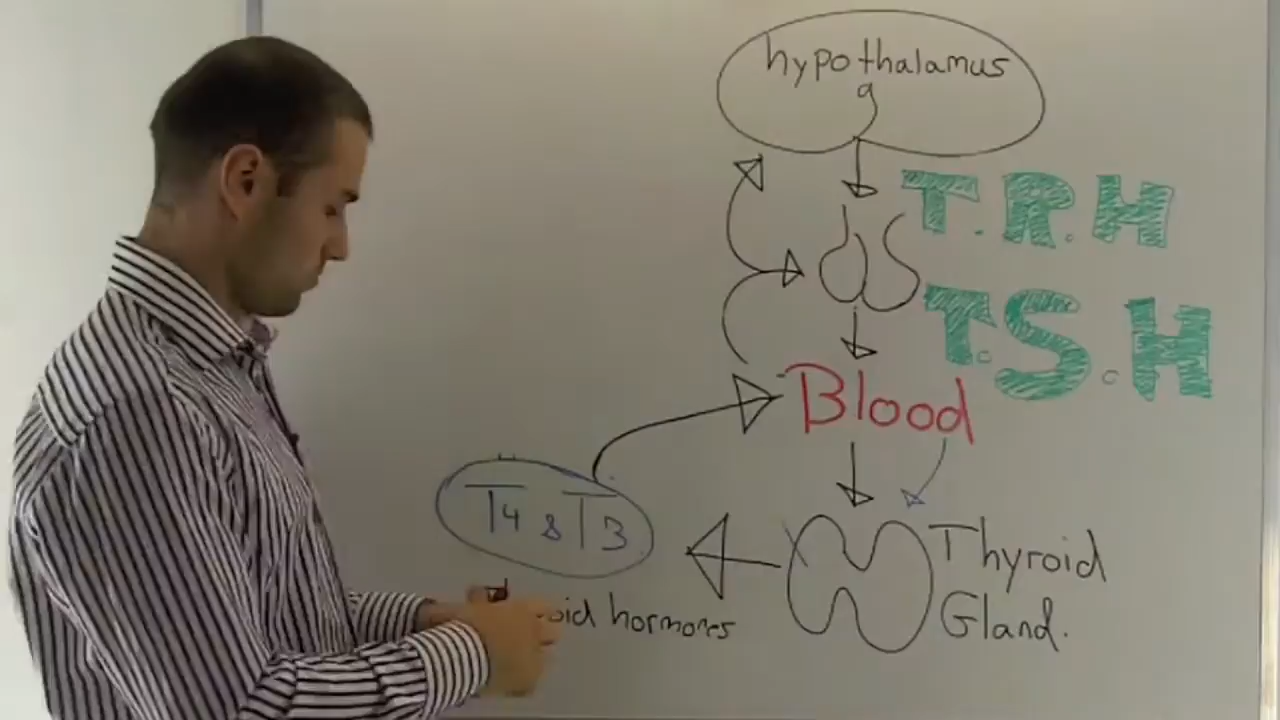 hypothalamus
T.R.H
T.S.H
Blood
T4 & T3
Thyroid
Gland.
hormones